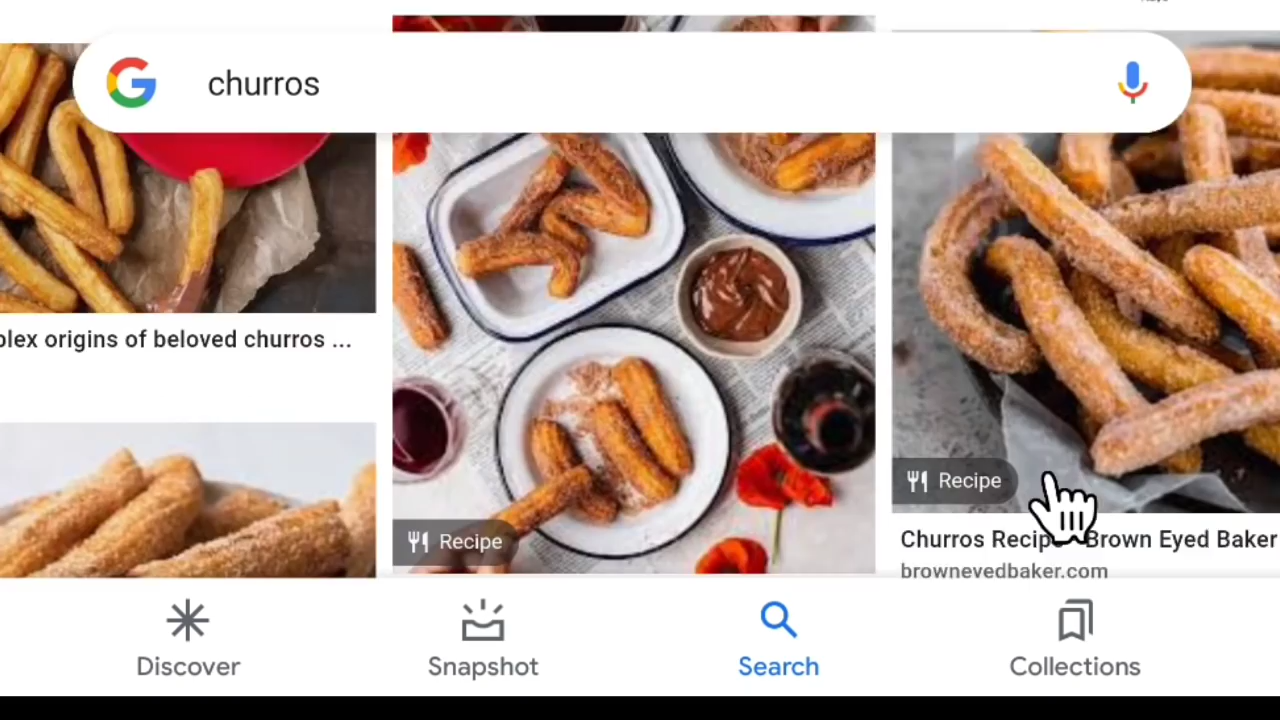 churros
plex origins of beloved churros ...
Recipe
Recipe
Churros Recipe Brown Eyed Baker
browneyedbaker.com
Discover
Snapshot
Search
Collections